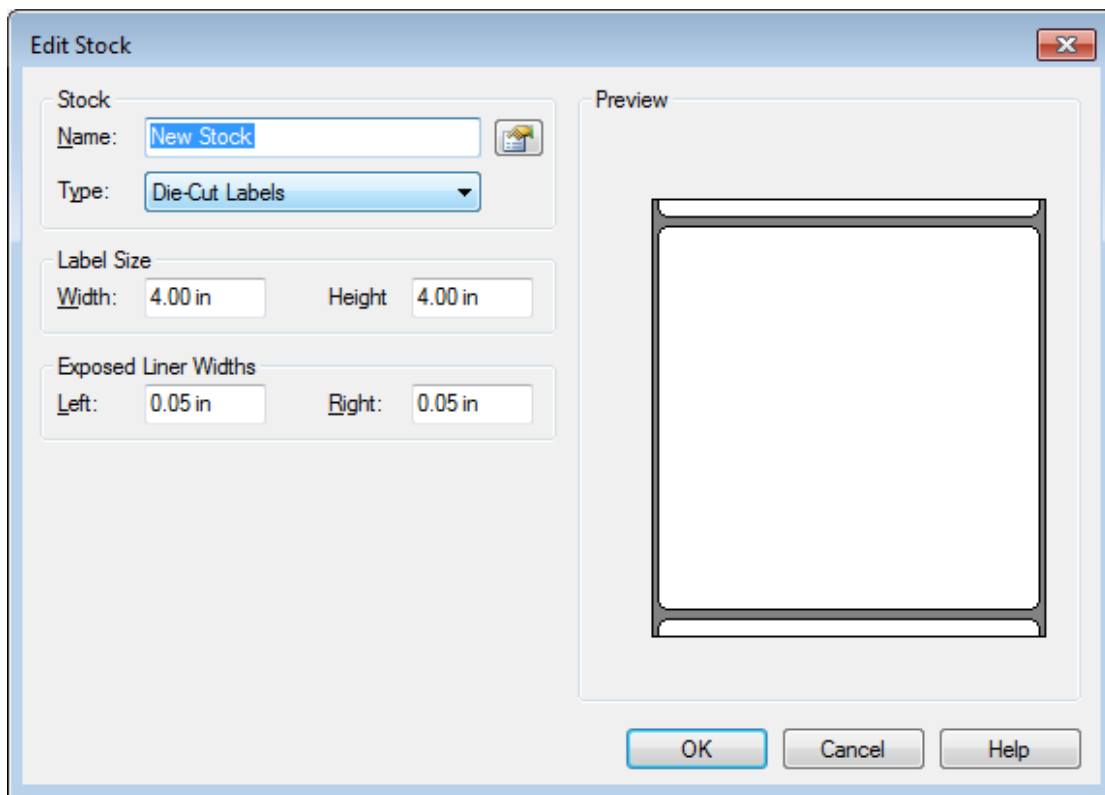 Edit Stock
Stock
Name: New Stock
Type: Die-Cut Labels
Label Size
Width: 4.00 in Height 4.00 in
Exposed Liner Widths
Left: 0.05 in Right: 0.05 in
Preview
OK Cancel Help